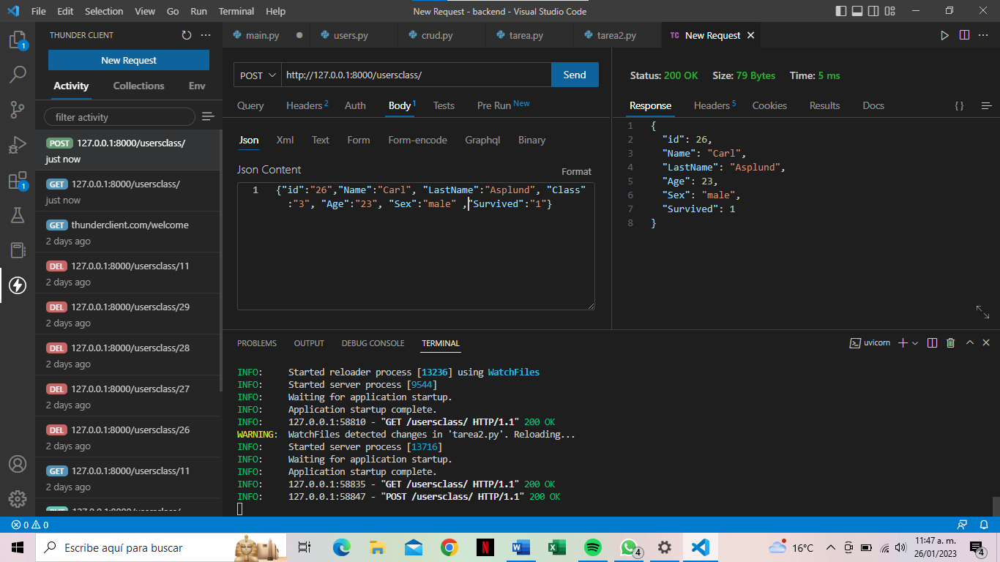 File Edit Selection View Go Run Terminal Help
New Request - backend - Visual Studio Code
THUNDER CLIENT
New Request
Activity Collections Env
filter activity
POST 127.0.0.1:8000/usersclass/
just now
GET 127.0.0.1:8000/usersclass/
just now
GET thunderclient.com/welcome
2 days ago
DEL 127.0.0.1:8000/usersclass/11
2 days ago
DEL 127.0.0.1:8000/usersclass/29
2 days ago
DEL 127.0.0.1:8000/usersclass/28
2 days ago
DEL 127.0.0.1:8000/usersclass/27
2 days ago
DEL 127.0.0.1:8000/usersclass/26
2 days ago
GET 127.0.0.1:8000/usersclass/11
2 days ago
main.py users.py crud.py tarea.py tarea2.py TC New Request
POST http://127.0.0.1:8000/usersclass/ Send
Query Headers 2 Auth Body 1 Tests Pre Run New
Json Xml Text Form Form-encode Graphql Binary
Json Content
Format
1 {"id":"26","Name":"Carl", "LastName":"Asplund", "Class"
:"3", "Age":"23", "Sex":"male" ,"Survived":"1"}
Status: 200 OK Size: 79 Bytes Time: 5 ms
Response Headers 5 Cookies Results Docs { }
1 {
2 "id": 26,
3 "Name": "Carl",
4 "LastName": "Asplund",
5 "Age": 23,
6 "Sex": "male",
7 "Survived": 1
8 }
PROBLEMS OUTPUT DEBUG CONSOLE TERMINAL
uvicorn
INFO: Started reloader process [13236] using WatchFiles
INFO: Started server process [9544]
INFO: Waiting for application startup.
INFO: Application startup complete.
INFO: 127.0.0.1:58810 - "GET /usersclass/ HTTP/1.1" 200 OK
WARNING: WatchFiles detected changes in 'tarea2.py'. Reloading...
INFO: Started server process [13716]
INFO: Waiting for application startup.
INFO: Application startup complete.
INFO: 127.0.0.1:58835 - "GET /usersclass/ HTTP/1.1" 200 OK
INFO: 127.0.0.1:58847 - "POST /usersclass/ HTTP/1.1" 200 OK
0 0
Escribe aquí para buscar
4
16°C
11:47 a. m.
26/01/2023
4